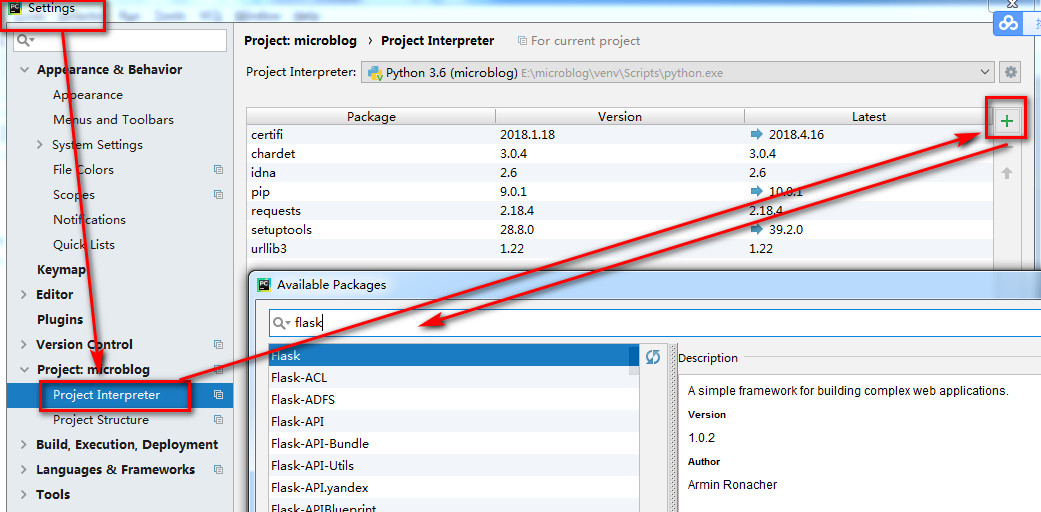 Settings
Project: microblog › Project Interpreter For current project
Project Interpreter: Python 3.6 (microblog) E:\microblog\venv\Scripts\python.exe
Appearance & Behavior
Appearance
Menus and Toolbars
System Settings
File Colors
Scopes
Notifications
Quick Lists
Keymap
Editor
Plugins
Version Control
Project: microblog
Project Interpreter
Project Structure
Build, Execution, Deployment
Languages & Frameworks
Tools
Package Version Latest
certifi 2018.1.18 2018.4.16
chardet 3.0.4 3.0.4
idna 2.6 2.6
pip 9.0.1 10.0.1
requests 2.18.4 2.18.4
setuptools 28.8.0 39.2.0
urllib3 1.22 1.22
Available Packages
flask
Flask
Flask-ACL
Flask-ADFS
Flask-API
Flask-API-Bundle
Flask-API-Utils
Flask-API.yandex
Flask-APIBlueprint
Description
A simple framework for building complex web applications.
Version
1.0.2
Author
Armin Ronacher